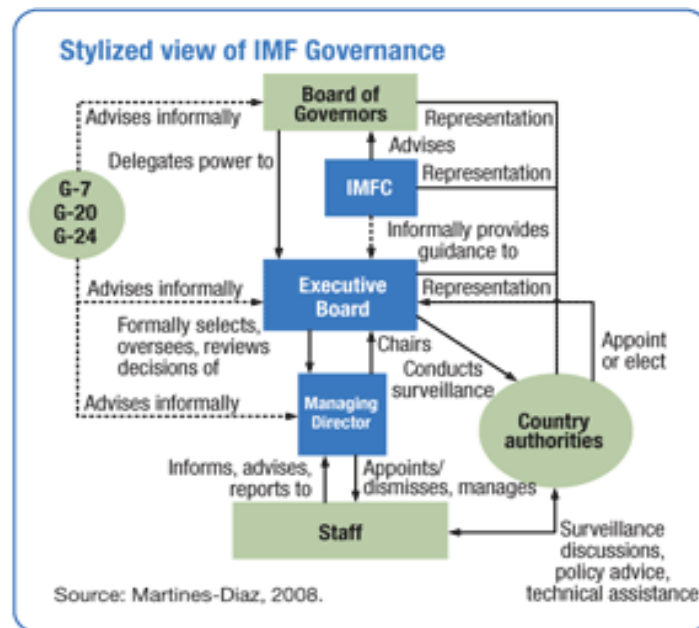 Stylized view of IMF Governance
Board of
Governors
Advises informally
Representation
Delegates power to
Advises
G-7
G-20
G-24
IMFC
Representation
Informally provides
guidance to
Executive
Board
Advises informally
Representation
Formally selects,
oversees, reviews
decisions of
Chairs
Appoint
or elect
Conducts
surveillance
Advises informally
Managing
Director
Country
authorities
Informs, advises,
reports to
Appoints/
dismisses, manages
Staff
Surveillance
discussions,
policy advice,
technical assistance
Source: Martines-Diaz, 2008.